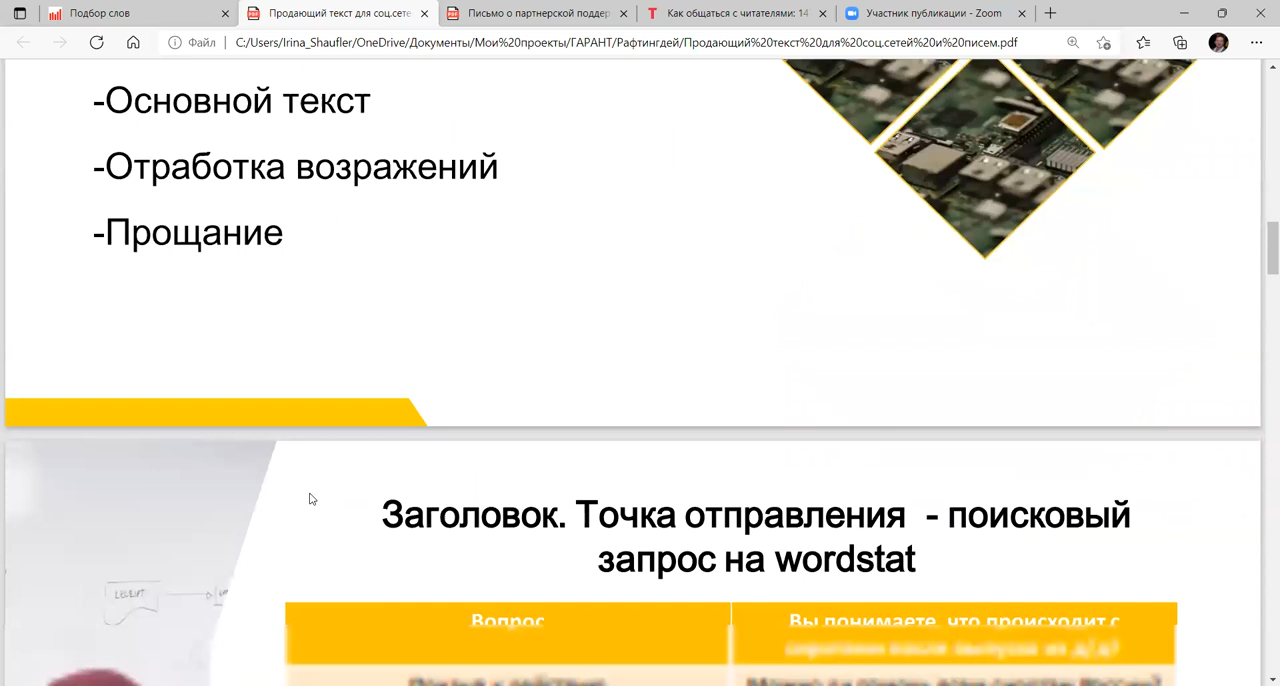 Подбор слов
Продающий текст для соц.сете
Письмо о партнерской поддер
Как общаться с читателями: 14
Участник публикации - Zoom
Файл
C:/Users/Irina_Shaufler/OneDrive/Документы/Мои%20проекты/ГАРАНТ/Рафтингдей/Продающий%20текст%20для%20соц.сетей%20и%20писем.pdf
-Основной текст
-Отработка возражений
-Прощание
Заголовок. Точка отправления - поисковый
запрос на wordstat
RECEIPT
Вопрос
Вы понимаете, что происходит с